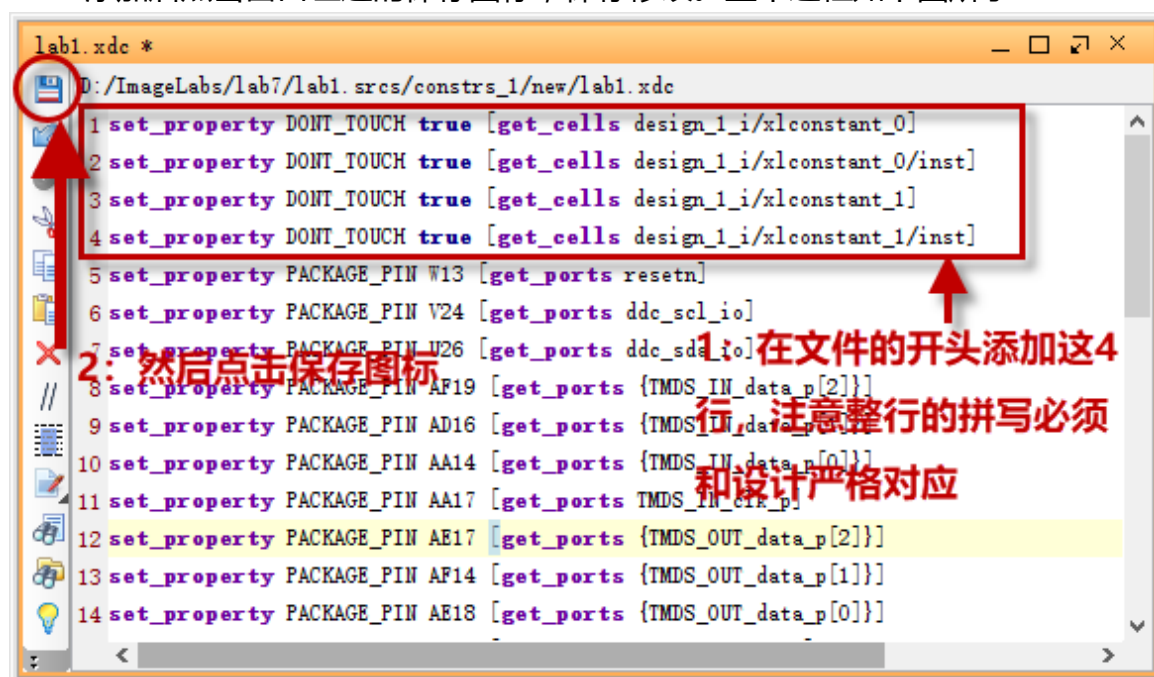 lab1.xdc *
D:/ImageLabs/lab7/lab1.srcs/constrs_1/new/lab1.xdc
1 set_property DONT_TOUCH true [get_cells design_1_i/xlconstant_0]
2 set_property DONT_TOUCH true [get_cells design_1_i/xlconstant_0/inst]
3 set_property DONT_TOUCH true [get_cells design_1_i/xlconstant_1]
4 set_property DONT_TOUCH true [get_cells design_1_i/xlconstant_1/inst]
5 set_property PACKAGE_PIN W13 [get_ports resetn]
6 set_property PACKAGE_PIN V24 [get_ports ddc_scl_io]
7 set_property PACKAGE_PIN U26 [get_ports ddc_sda_io]
8 set_property PACKAGE_PIN AF19 [get_ports {TMDS_IN_data_p[2]}]
9 set_property PACKAGE_PIN AD16 [get_ports
10 set_property PACKAGE_PIN AA14 [get_ports {TMDS_IN_data_p[0]}]
11 set_property PACKAGE_PIN AA17 [get_ports TMDS_IN_clk_p]
12 set_property PACKAGE_PIN AE17 [get_ports {TMDS_OUT_data_p[2]}]
13 set_property PACKAGE_PIN AF14 [get_ports {TMDS_OUT_data_p[1]}]
14 set_property PACKAGE_PIN AE18 [get_ports {TMDS_OUT_data_p[0]}]
1：在文件的开头添加这4
行，注意整行的拼写必须
和设计严格对应
2：然后点击保存图标